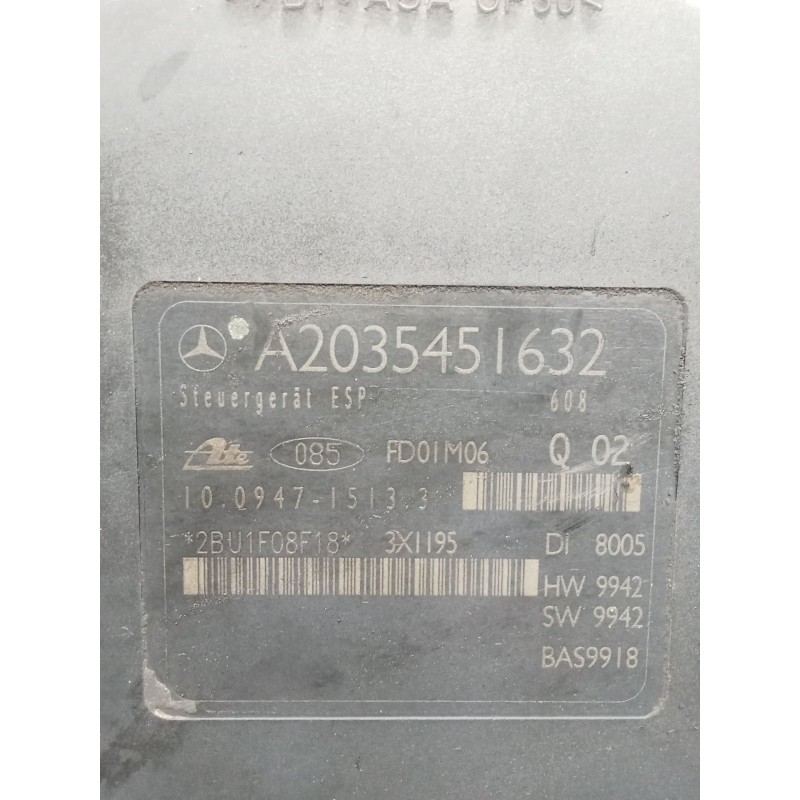 A2035451632
Steuergerät ESP 608
Ate 085 FD01M06 Q 02
10.0947-1513.3
*2BU1F08F18* 3X1195 DI 8005
HW 9942
SW 9942
BAS9918